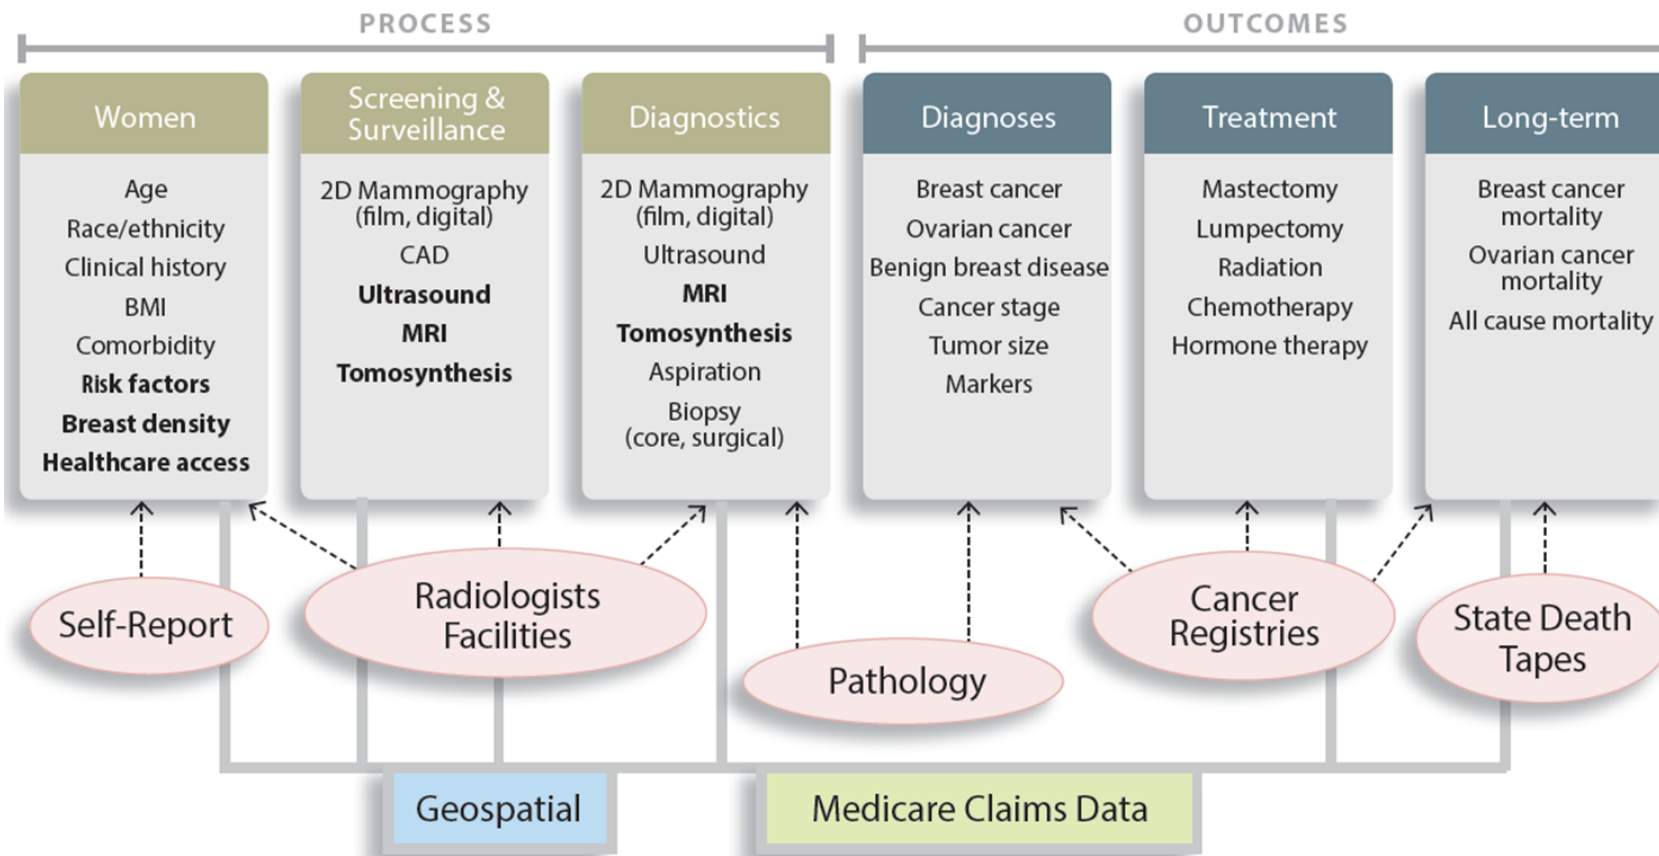 PROCESS
OUTCOMES
Women
Age
Race/ethnicity
Clinical history
BMI
Comorbidity
Risk factors
Breast density
Healthcare access
Screening &
Surveillance
2D Mammography
(film, digital)
CAD
Ultrasound
MRI
Tomosynthesis
Diagnostics
2D Mammography
(film, digital)
Ultrasound
MRI
Tomosynthesis
Aspiration
Biopsy
(core, surgical)
Diagnoses
Breast cancer
Ovarian cancer
Benign breast disease
Cancer stage
Tumor size
Markers
Treatment
Mastectomy
Lumpectomy
Radiation
Chemotherapy
Hormone therapy
Long-term
Breast cancer
mortality
Ovarian cancer
mortality
All cause mortality
Self-Report
Radiologists
Facilities
Pathology
Cancer
Registries
State Death
Tapes
Geospatial
Medicare Claims Data